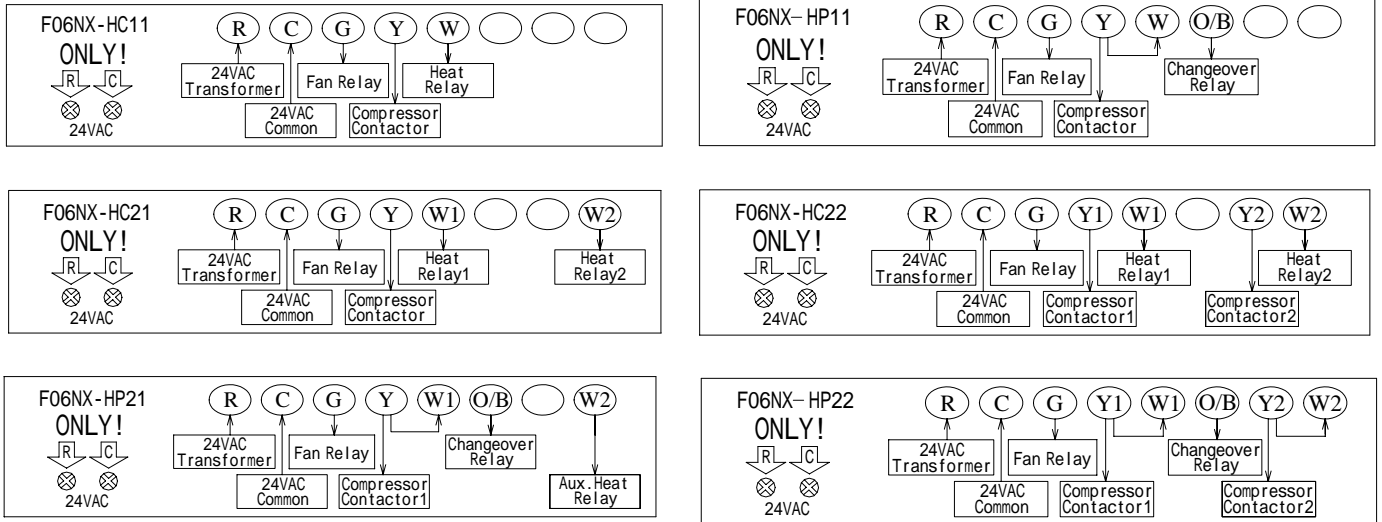 F06NX-HC11
ONLY!
R C
24VAC
R C G Y W
24VAC Transformer
Fan Relay
Heat Relay
24VAC Common
Compressor Contactor
F06NX-HP11
ONLY!
R C
24VAC
R C G Y W O/B
24VAC Transformer
Fan Relay
Changeover Relay
24VAC Common
Compressor Contactor
F06NX-HC21
ONLY!
R C
24VAC
R C G Y W1 W2
24VAC Transformer
Fan Relay
Heat Relay1
Heat Relay2
24VAC Common
Compressor Contactor
F06NX-HC22
ONLY!
R C
24VAC
R C G Y1 W1 Y2 W2
24VAC Transformer
Fan Relay
Heat Relay1
Heat Relay2
24VAC Common
Compressor Contactor1
Compressor Contactor2
F06NX-HP21
ONLY!
R C
24VAC
R C G Y W1 O/B W2
24VAC Transformer
Fan Relay
Changeover Relay
24VAC Common
Compressor Contactor1
Aux.Heat Relay
F06NX-HP22
ONLY!
R C
24VAC
R C G Y1 W1 O/B Y2 W2
24VAC Transformer
Fan Relay
Changeover Relay
24VAC Common
Compressor Contactor1
Compressor Contactor2